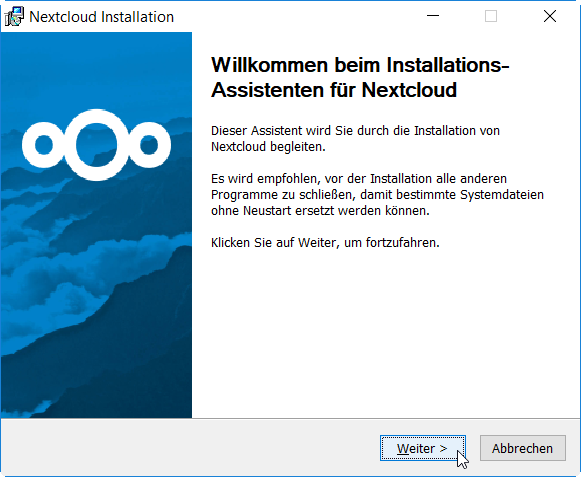 Nextcloud Installation
Willkommen beim Installations-
Assistenten für Nextcloud
Dieser Assistent wird Sie durch die Installation von
Nextcloud begleiten.
Es wird empfohlen, vor der Installation alle anderen
Programme zu schließen, damit bestimmte Systemdateien
ohne Neustart ersetzt werden können.
Klicken Sie auf Weiter, um fortzufahren.
Weiter >
Abbrechen